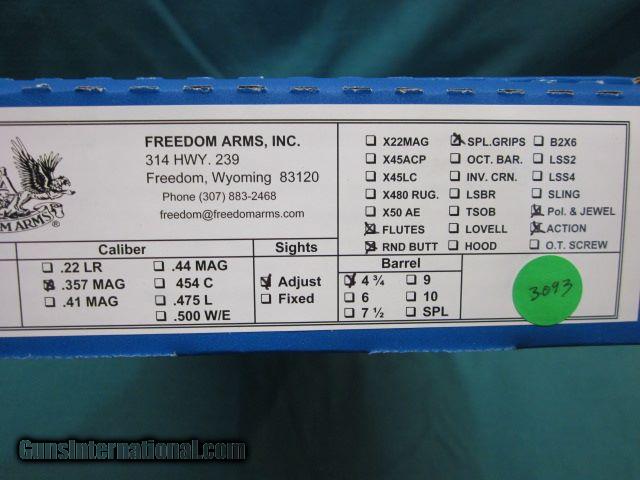 FREEDOM ARMS, INC.
314 HWY. 239
Freedom, Wyoming 83120
Phone (307) 883-2468
freedom@freedomarms.com
M ARMS
X22MAG SPL.GRIPS B2X6
X45ACP OCT. BAR. LSS2
X45LC INV. CRN. LSS4
X480 RUG. LSBR SLING
X50 AE TSOB Pol. & JEWEL
FLUTES LOVELL ACTION
RND BUTT HOOD O.T. SCREW
Caliber Sights Barrel
.22 LR .44 MAG
.357 MAG 454 C
.41 MAG .475 L
.500 W/E
Adjust
Fixed
4 ¾ 9
6 10
7 ½ SPL
3093
GunsInternational.com